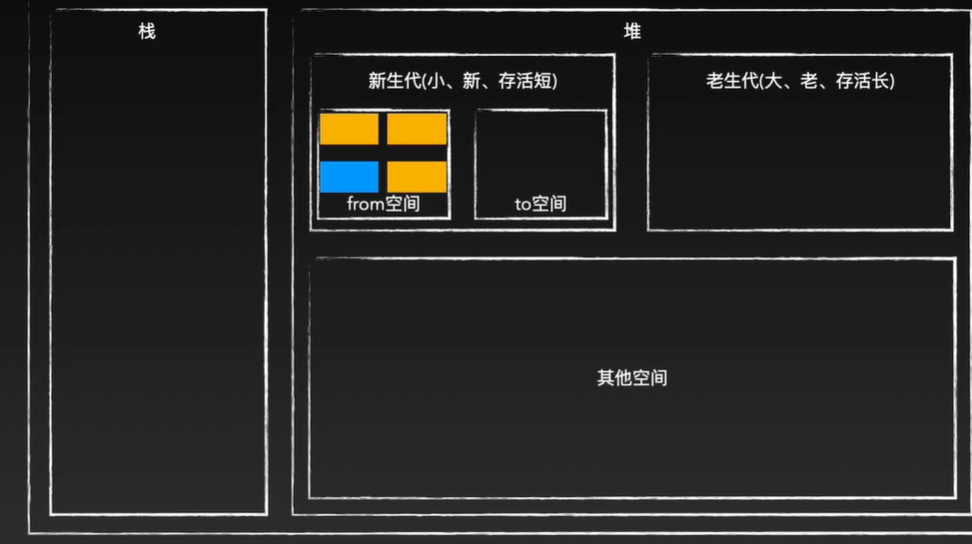 栈
堆
新生代(小、新、存活短)
老生代(大、老、存活长)
from空间
to空间
其他空间